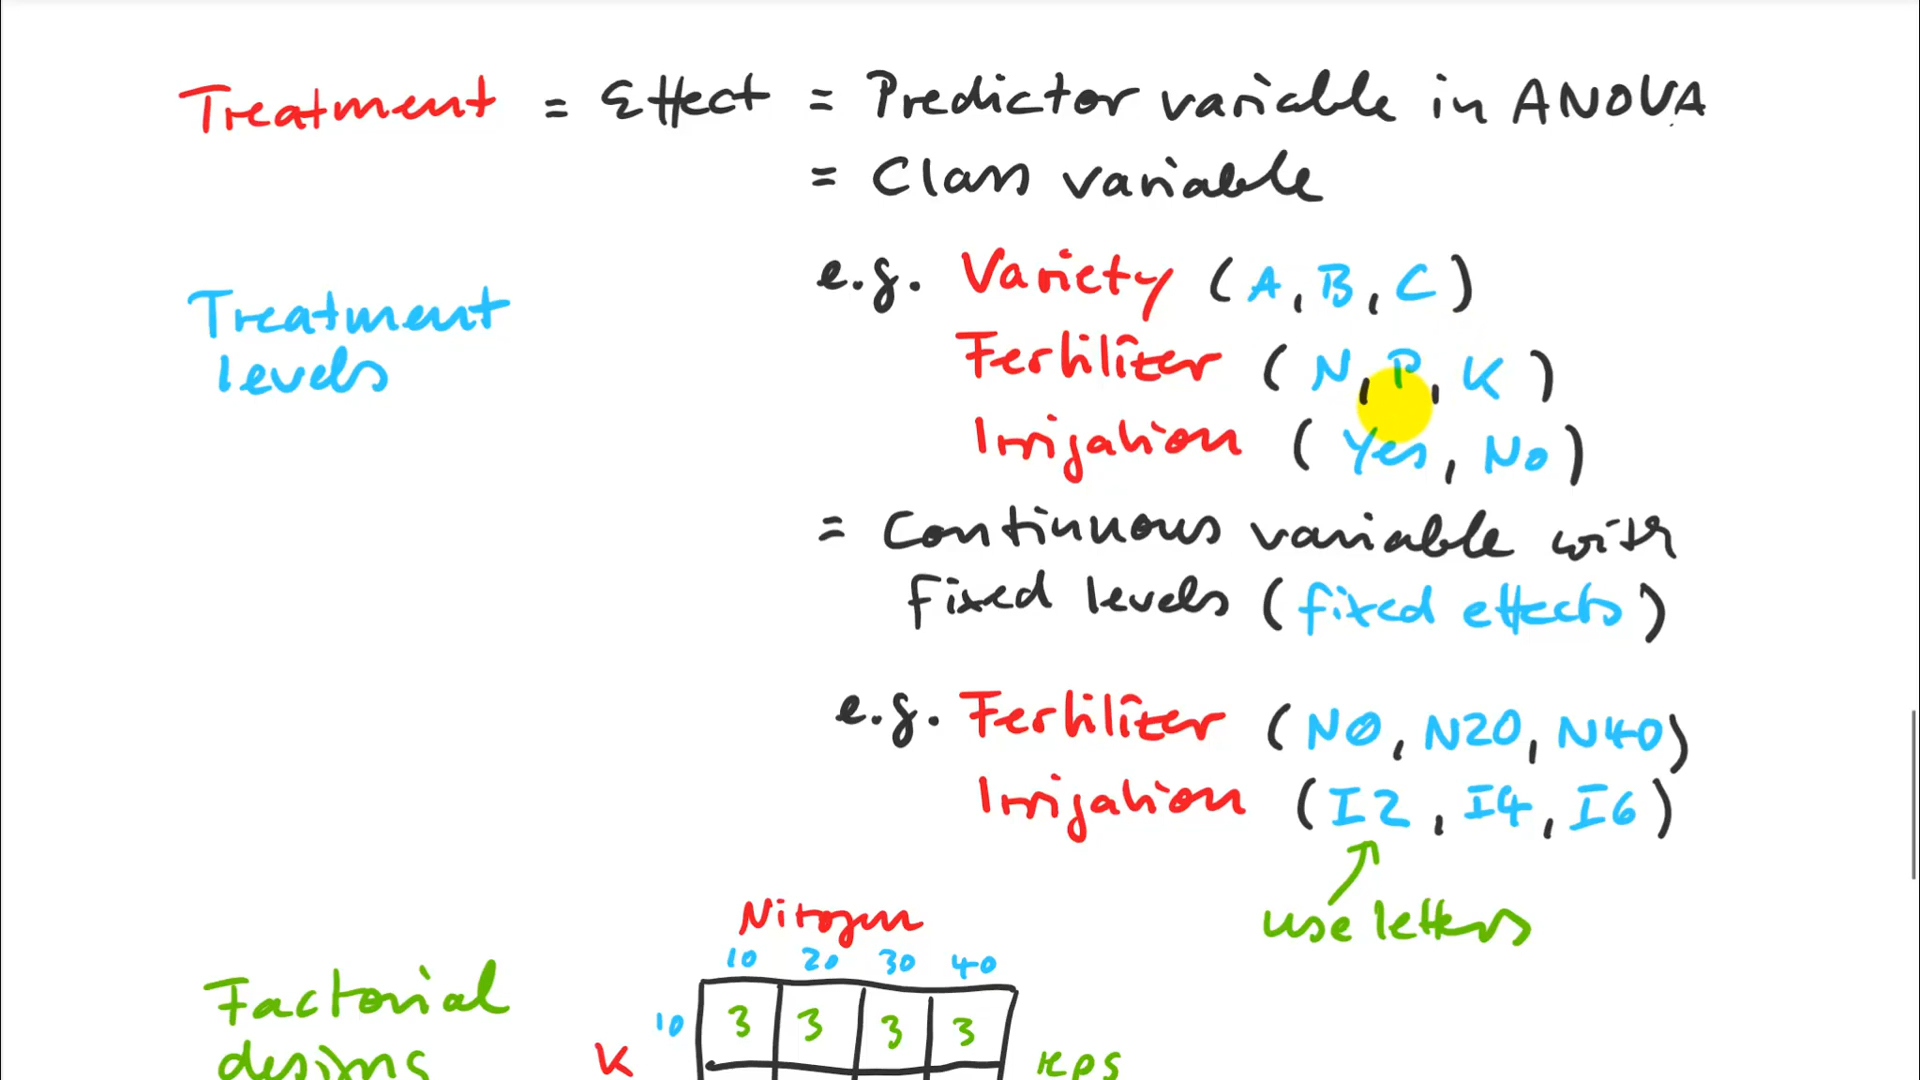 Treatment = Effect = Predictor variable in ANOVA
= Class variable
e.g. Variety (A, B, C)
Treatment levels
Fertilizer (N, P, K)
Irrigation (Yes, No)
= Continuous variable with
fixed levels (fixed effects)
e.g. Fertilizer (N0, N20, N40)
Irrigation (I2, I4, I6)
use letters
Nitrogen
10 20 30 40
Factorial designs
10 3 3 3 3
K reps